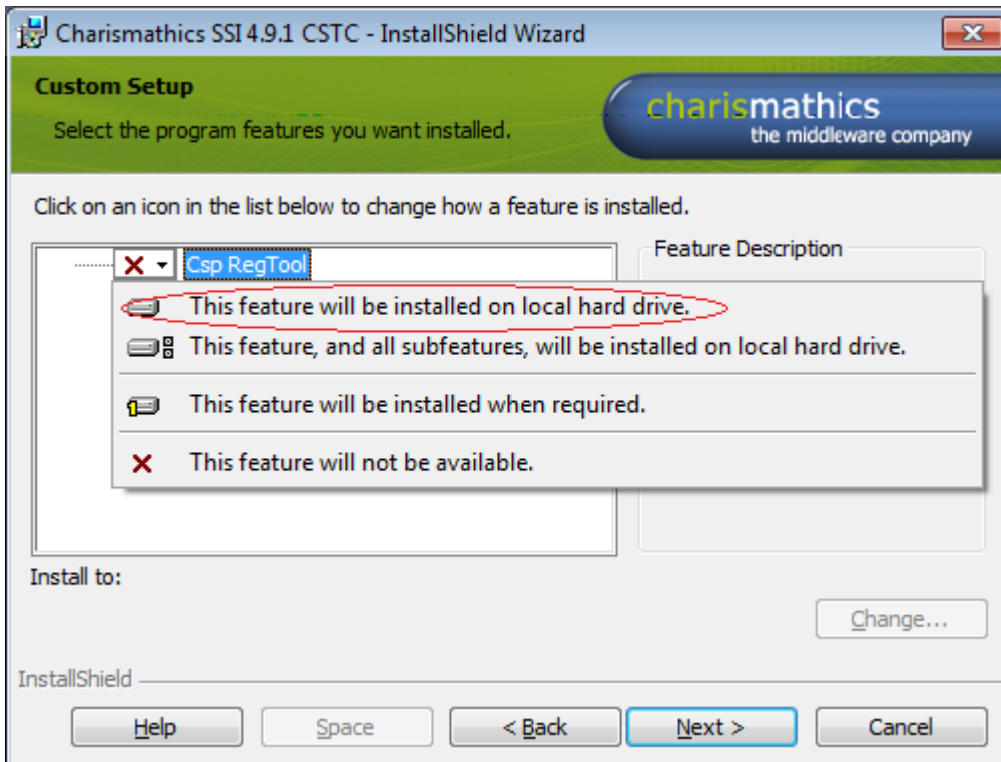 Charismathics SSI 4.9.1 CSTC - InstallShield Wizard
Custom Setup
Select the program features you want installed.
charismathics
the middleware company
Click on an icon in the list below to change how a feature is installed.
Csp RegTool
Feature Description
This feature will be installed on local hard drive.
This feature, and all subfeatures, will be installed on local hard drive.
This feature will be installed when required.
This feature will not be available.
Install to:
Change...
InstallShield
Help
Space
< Back
Next >
Cancel